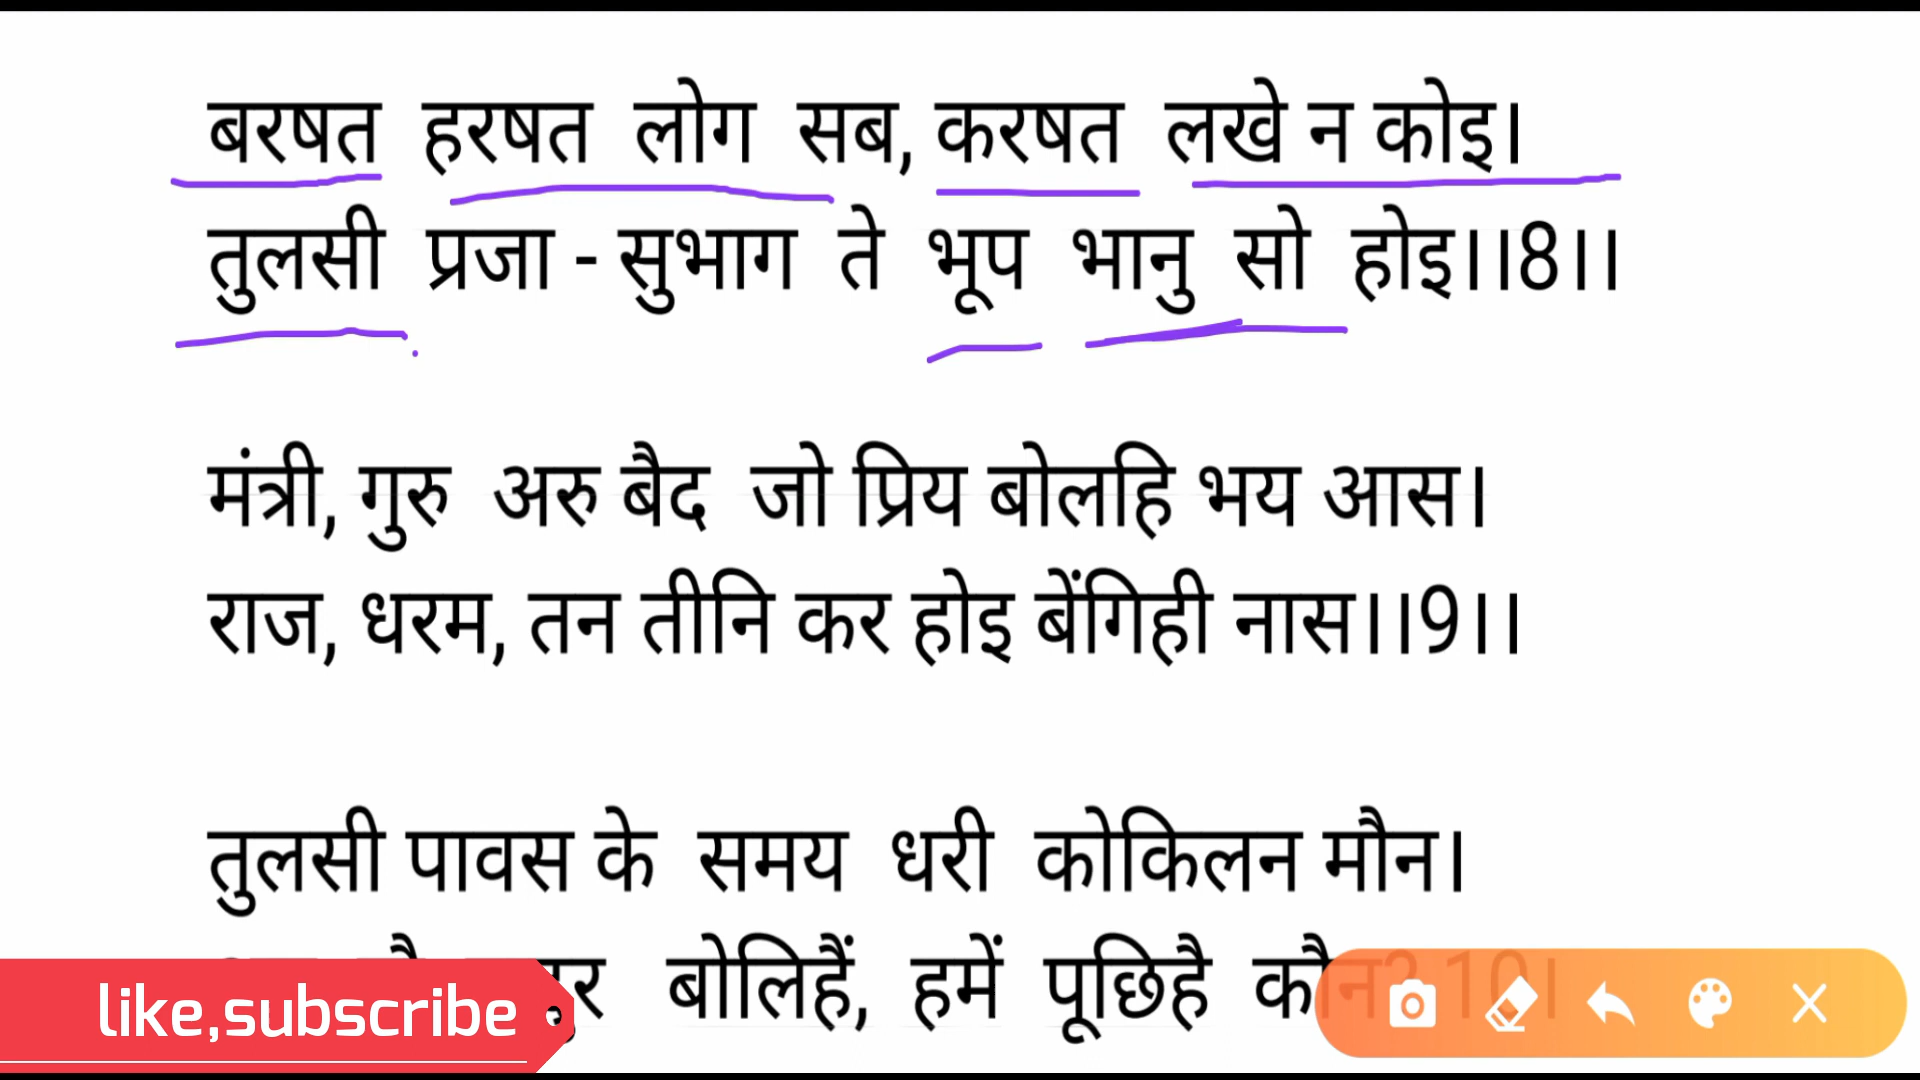 बरषत हरषत लोग सब, करषत लखे न कोइ।
तुलसी प्रजा - सुभाग ते भूप भानु सो होइ।।8।।
मंत्री, गुरु अरु बैद जो प्रिय बोलहि भय आस।
राज, धरम, तन तीनि कर होइ बेंगिही नास।।9।।
तुलसी पावस के समय धरी कोकिलन मौन।
बोलिहैं, हमें पूछिहै कौन? 10।
like,subscribe